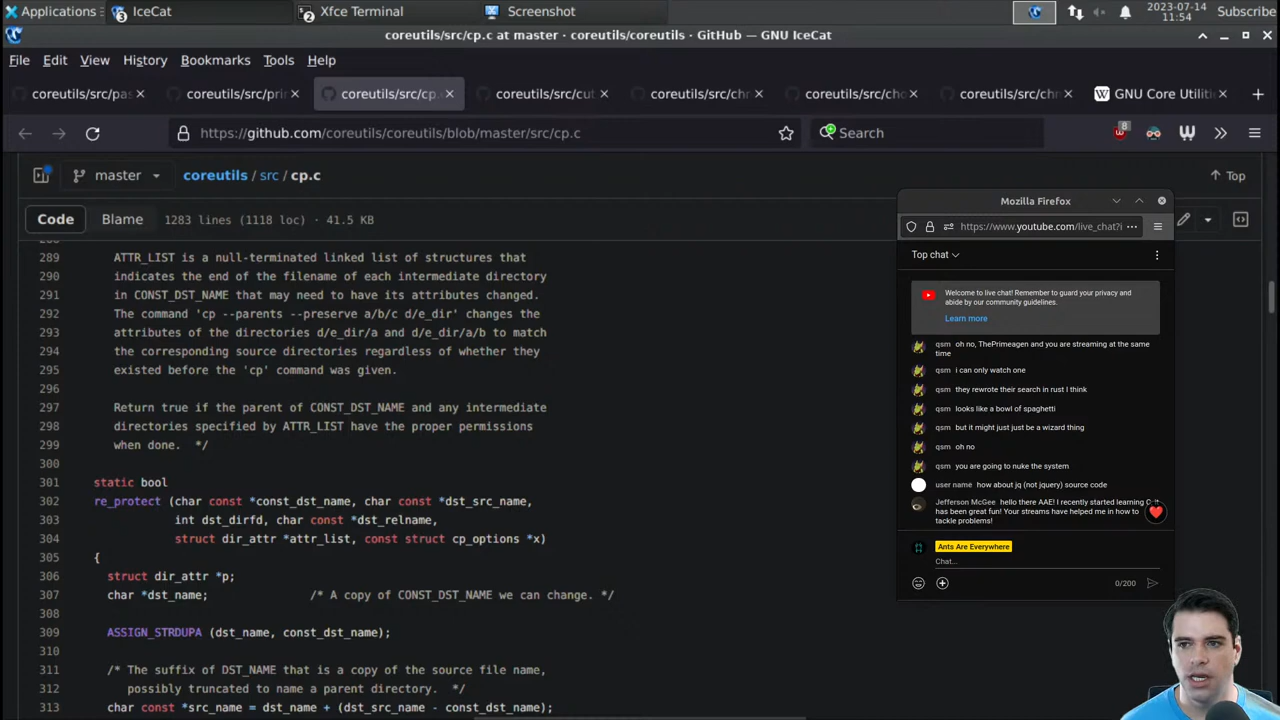 Applications
3 IceCat
2 Xfce Terminal
Screenshot
2023-07-14
11:54
Subscribe
coreutils/src/cp.c at master · coreutils/coreutils · GitHub — GNU IceCat
File Edit View History Bookmarks Tools Help
coreutils/src/pas
coreutils/src/pri
coreutils/src/cp.
coreutils/src/cut
coreutils/src/chr
coreutils/src/cho
coreutils/src/chm
GNU Core Utilitie
https://github.com/coreutils/coreutils/blob/master/src/cp.c
Search
8
master
coreutils / src / cp.c
Top
Code Blame 1283 lines (1118 loc) · 41.5 KB
289 ATTR_LIST is a null-terminated linked list of structures that
290 indicates the end of the filename of each intermediate directory
291 in CONST_DST_NAME that may need to have its attributes changed.
292 The command 'cp --parents --preserve a/b/c d/e_dir' changes the
293 attributes of the directories d/e_dir/a and d/e_dir/a/b to match
294 the corresponding source directories regardless of whether they
295 existed before the 'cp' command was given.
296
297 Return true if the parent of CONST_DST_NAME and any intermediate
298 directories specified by ATTR_LIST have the proper permissions
299 when done. */
300
301 static bool
302 re_protect (char const *const_dst_name, char const *dst_src_name,
303 int dst_dirfd, char const *dst_relname,
304 struct dir_attr *attr_list, const struct cp_options *x)
305 {
306 struct dir_attr *p;
307 char *dst_name; /* A copy of CONST_DST_NAME we can change. */
308
309 ASSIGN_STRDUPA (dst_name, const_dst_name);
310
311 /* The suffix of DST_NAME that is a copy of the source file name,
312 possibly truncated to name a parent directory. */
313 char const *src_name = dst_name + (dst_src_name - const_dst_name);
Mozilla Firefox
https://www.youtube.com/live_chat?i
Top chat
Welcome to live chat! Remember to guard your privacy and
abide by our community guidelines.
Learn more
qsm oh no, ThePrimeagen and you are streaming at the same
time
qsm i can only watch one
qsm they rewrote their search in rust I think
qsm looks like a bowl of spaghetti
qsm but it might just just be a wizard thing
qsm oh no
qsm you are going to nuke the system
user name how about jq (not jquery) source code
Jefferson McGee hello there AAE! I recently started learning C, it
has been great fun! Your streams have helped me in how to
tackle problems!
Ants Are Everywhere
Chat...
0/200